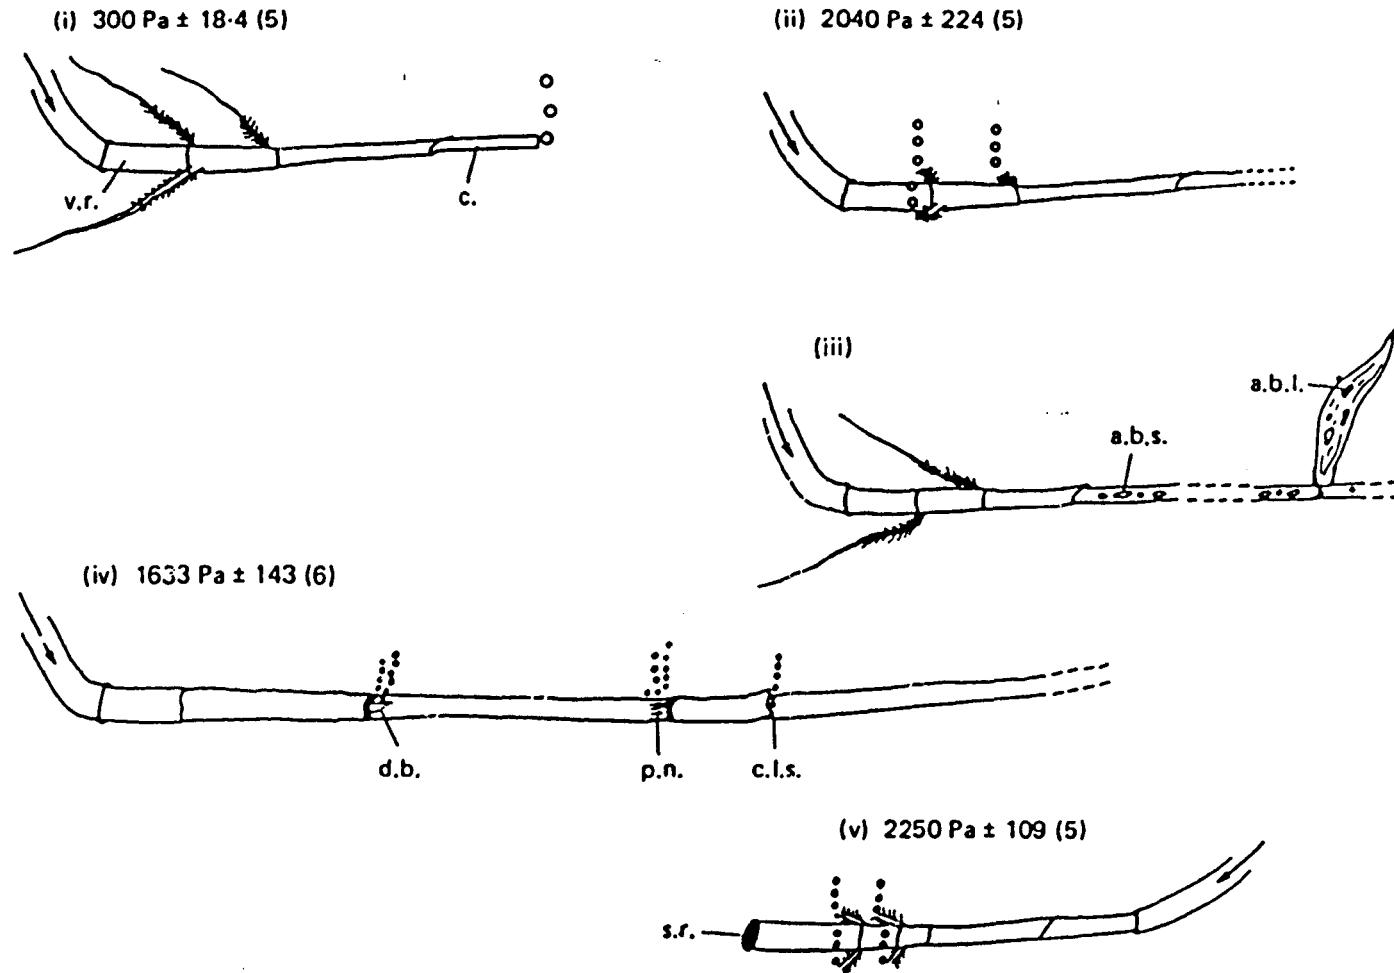 (i) 300 Pa ± 18·4 (5)
(ii) 2040 Pa ± 224 (5)
v.r.
c.
(iii)
a.b.l.
a.b.s.
(iv) 1633 Pa ± 143 (6)
d.b.
p.n.
c.l.s.
(v) 2250 Pa ± 109 (5)
s.r.